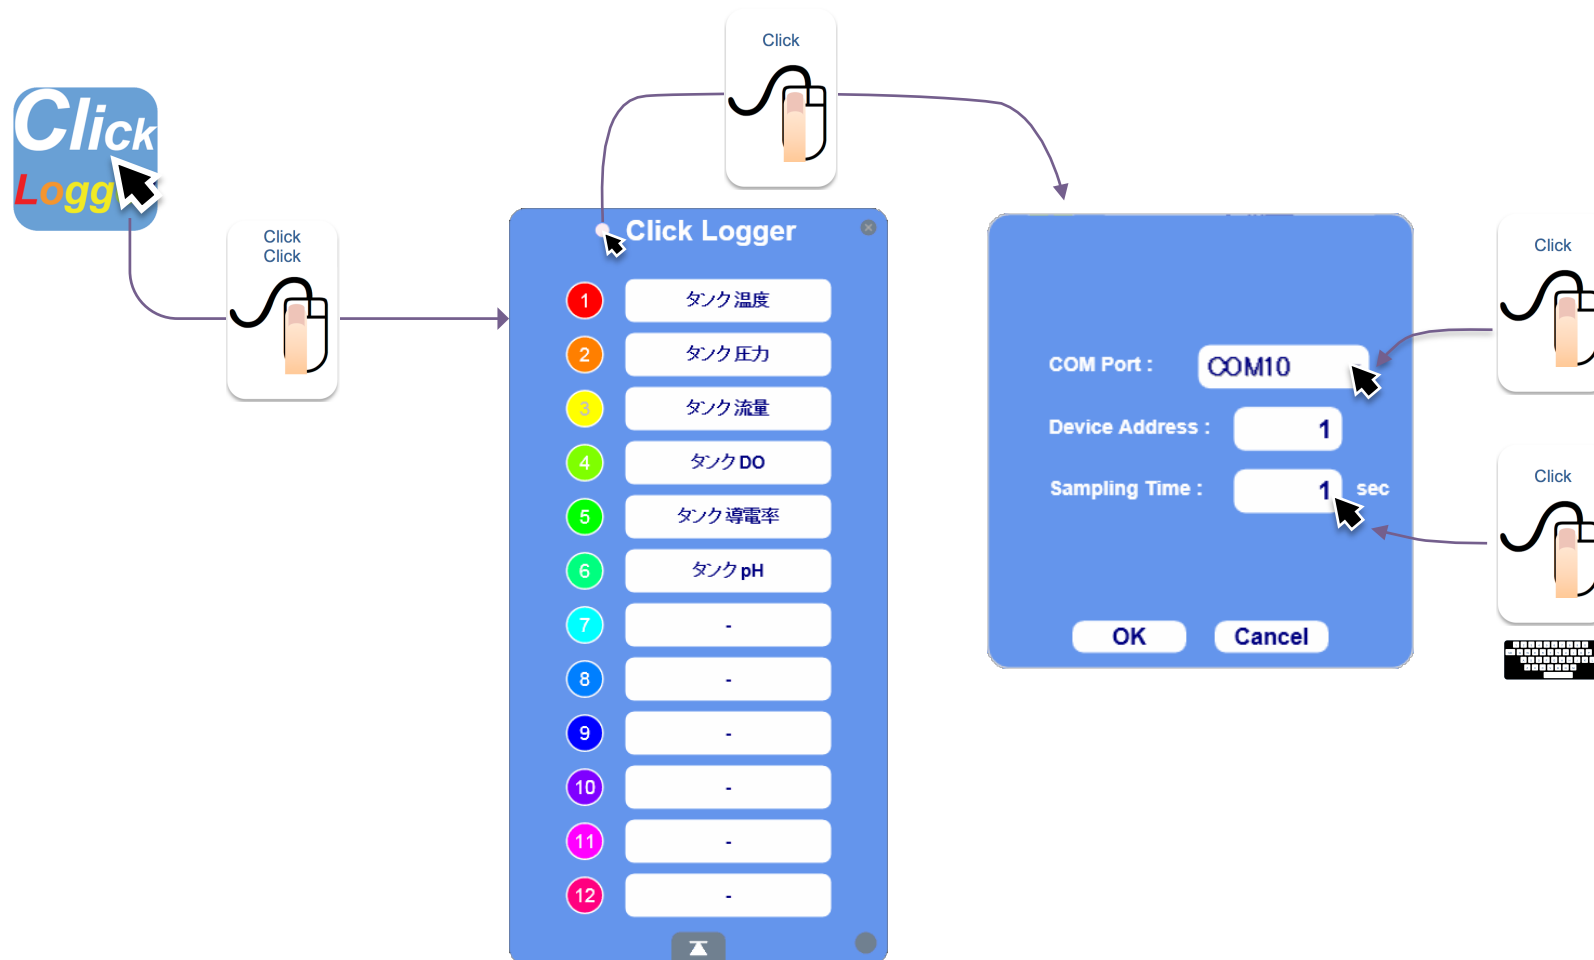 Click
Logg
Click
Click
Click
Click Logger
1 タンク温度
2 タンク圧力
3 タンク流量
4 タンクDO
5 タンク導電率
6 タンクpH
7 -
8 -
9 -
10 -
11 -
12 -
COM Port : COM10
Device Address : 1
Sampling Time : 1 sec
OK Cancel
Click
Click